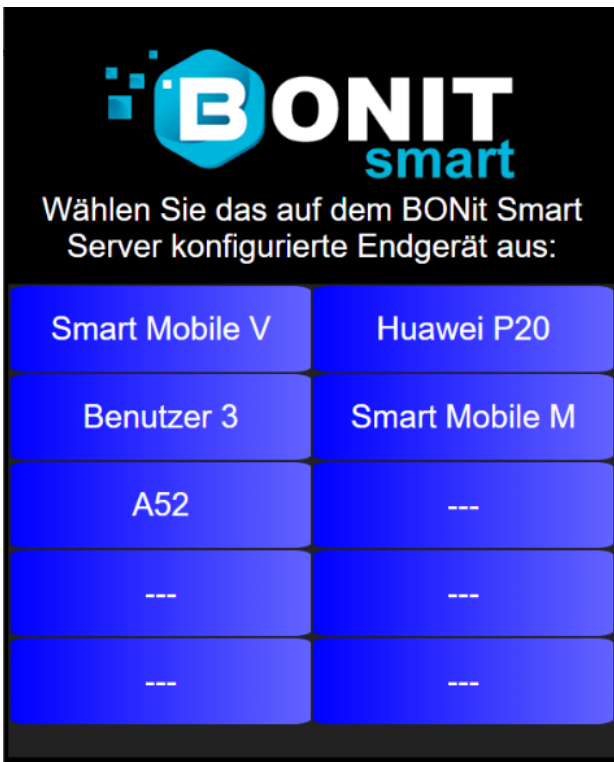 BONIT
smart
Wählen Sie das auf dem BONit Smart
Server konfigurierte Endgerät aus:
Smart Mobile V
Huawei P20
Benutzer 3
Smart Mobile M
A52
---
---
---
---
---